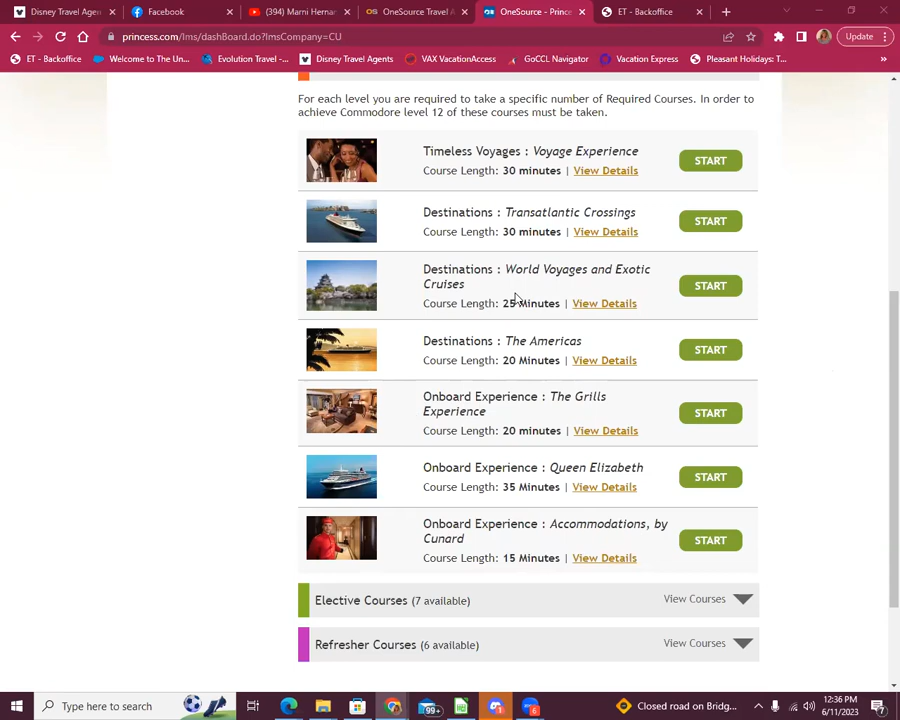 Disney Travel Agen
Facebook
(394) Marni Hernar
OneSource Travel A
OneSource - Prince
ET - Backoffice
princess.com/lms/dashBoard.do?lmsCompany=CU
Update
ET - Backoffice
Welcome to The Un...
Evolution Travel -...
Disney Travel Agents
VAX VacationAccess
GoCCL Navigator
Vacation Express
Pleasant Holidays: T...
For each level you are required to take a specific number of Required Courses. In order to
achieve Commodore level 12 of these courses must be taken.
Timeless Voyages : Voyage Experience
Course Length: 30 minutes | View Details
START
Destinations : Transatlantic Crossings
Course Length: 30 minutes | View Details
START
Destinations : World Voyages and Exotic
Cruises
Course Length: 25 Minutes | View Details
START
Destinations : The Americas
Course Length: 20 Minutes | View Details
START
Onboard Experience : The Grills
Experience
Course Length: 20 minutes | View Details
START
Onboard Experience : Queen Elizabeth
Course Length: 35 Minutes | View Details
START
Onboard Experience : Accommodations, by
Cunard
Course Length: 15 Minutes | View Details
START
Elective Courses (7 available)
View Courses
Refresher Courses (6 available)
View Courses
Type here to search
99+
Closed road on Bridg...
12:36 PM
6/11/2023